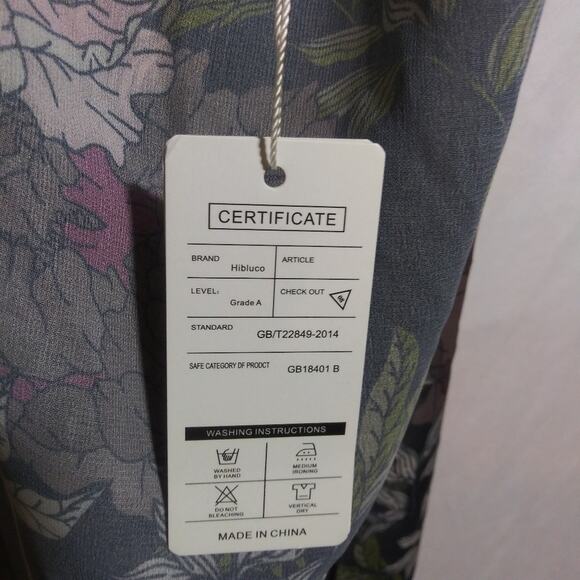 CERTIFICATE
BRAND Hibluco ARTICLE
LEVEL: Grade A CHECK OUT
STANDARD GB/T22849-2014
SAFE CATEGORY DF PRODCT GB18401 B
WASHING INSTRUCTIONS
WASHED
BY HAND
MEDIUM
IRONING
DO NOT
BLEACHING
VERTICAL
DRY
MADE IN CHINA